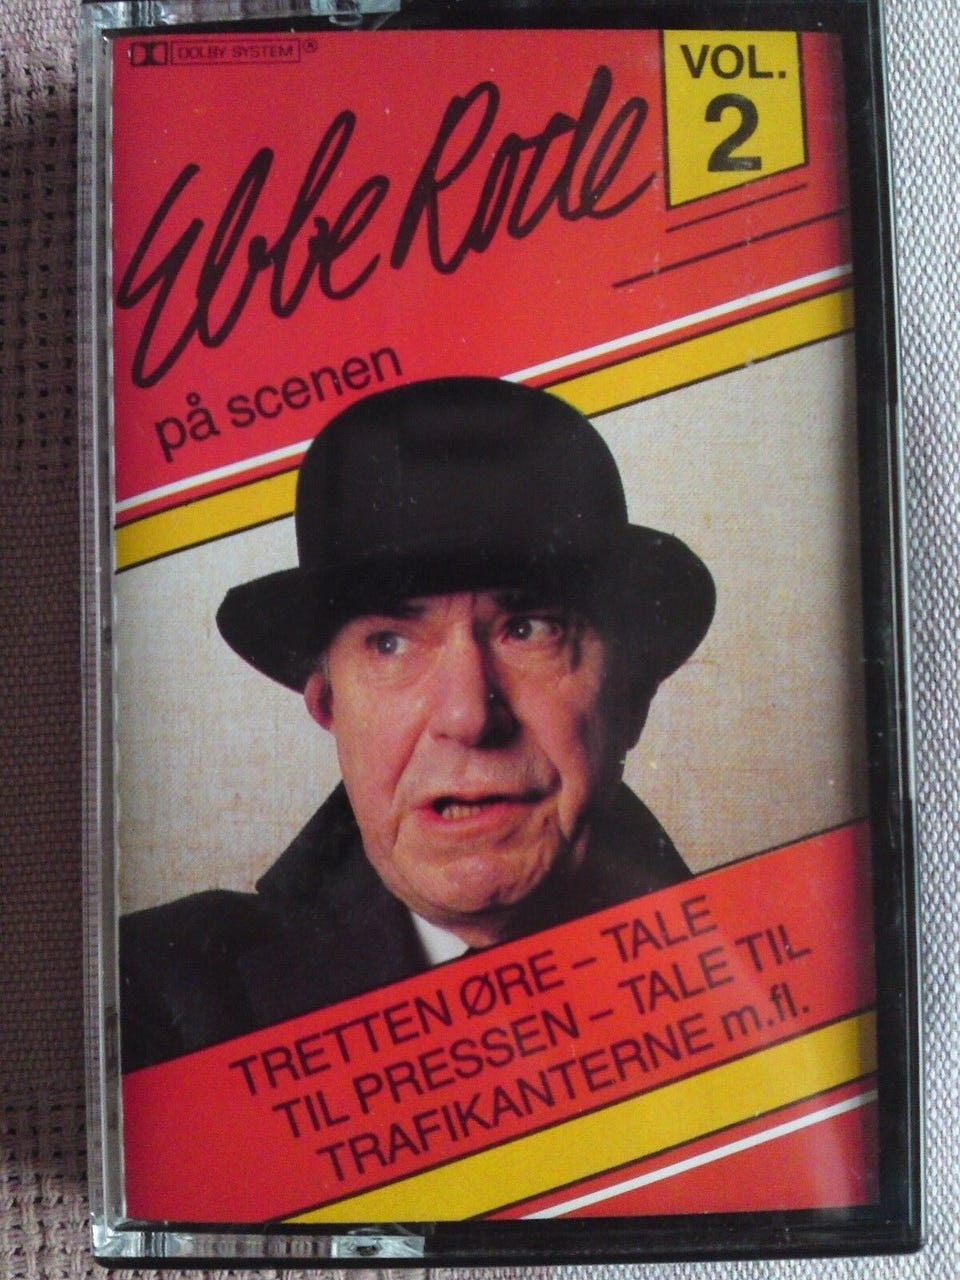 DOLBY SYSTEM®
VOL.
2
Ebbe Rode
på scenen
TRETTEN ØRE – TALE
TIL PRESSEN – TALE TIL
TRAFIKANTERNE m.fl.